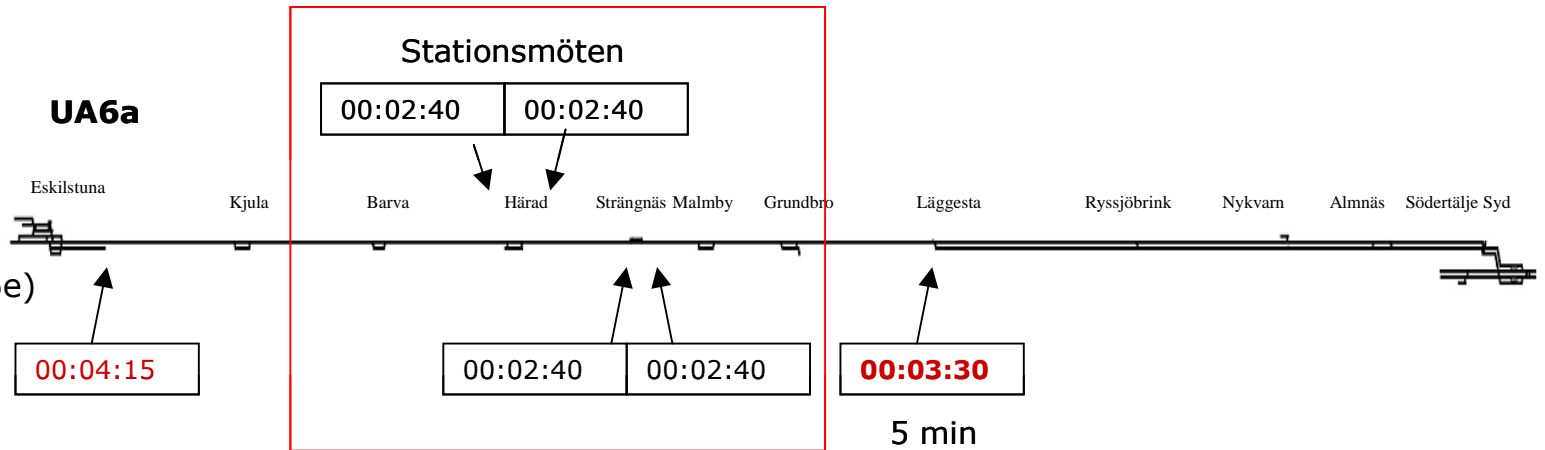 Stationsmöten
UA6a
00:02:40 00:02:40
Eskilstuna Kjula Barva Härad Strängnäs Malmby Grundbro Läggesta Ryssjöbrink Nykvarn Almnäs Södertälje Syd
e)
00:04:15 00:02:40 00:02:40 00:03:30
5 min